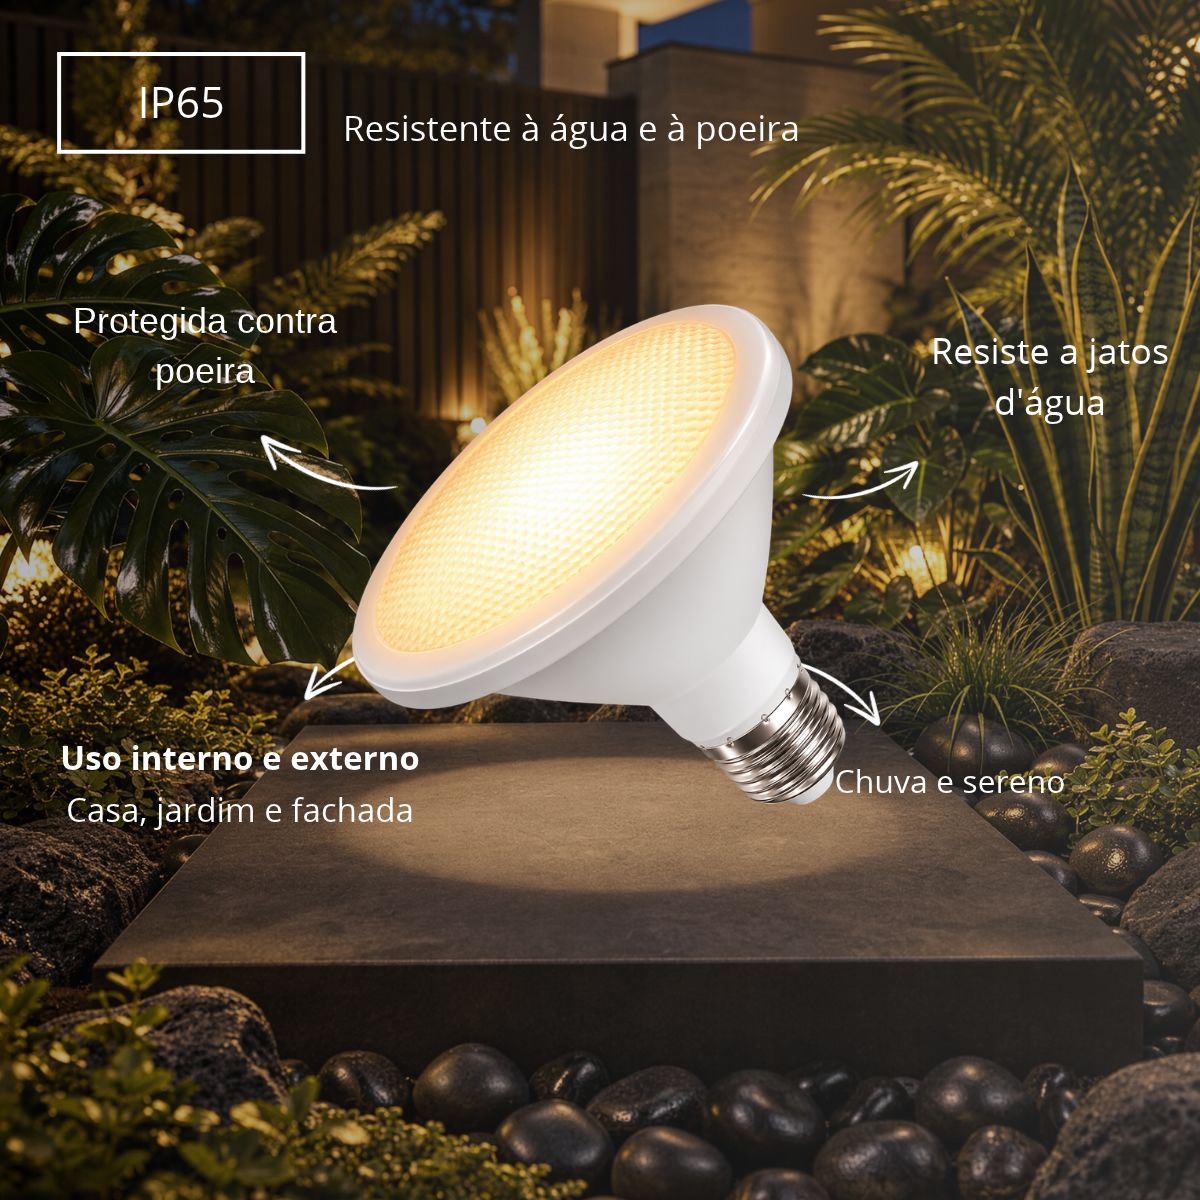 IP65
Resistente à água e à poeira
Protegida contra
poeira
Resiste a jatos
d'água
Uso interno e externo
Casa, jardim e fachada
Chuva e sereno